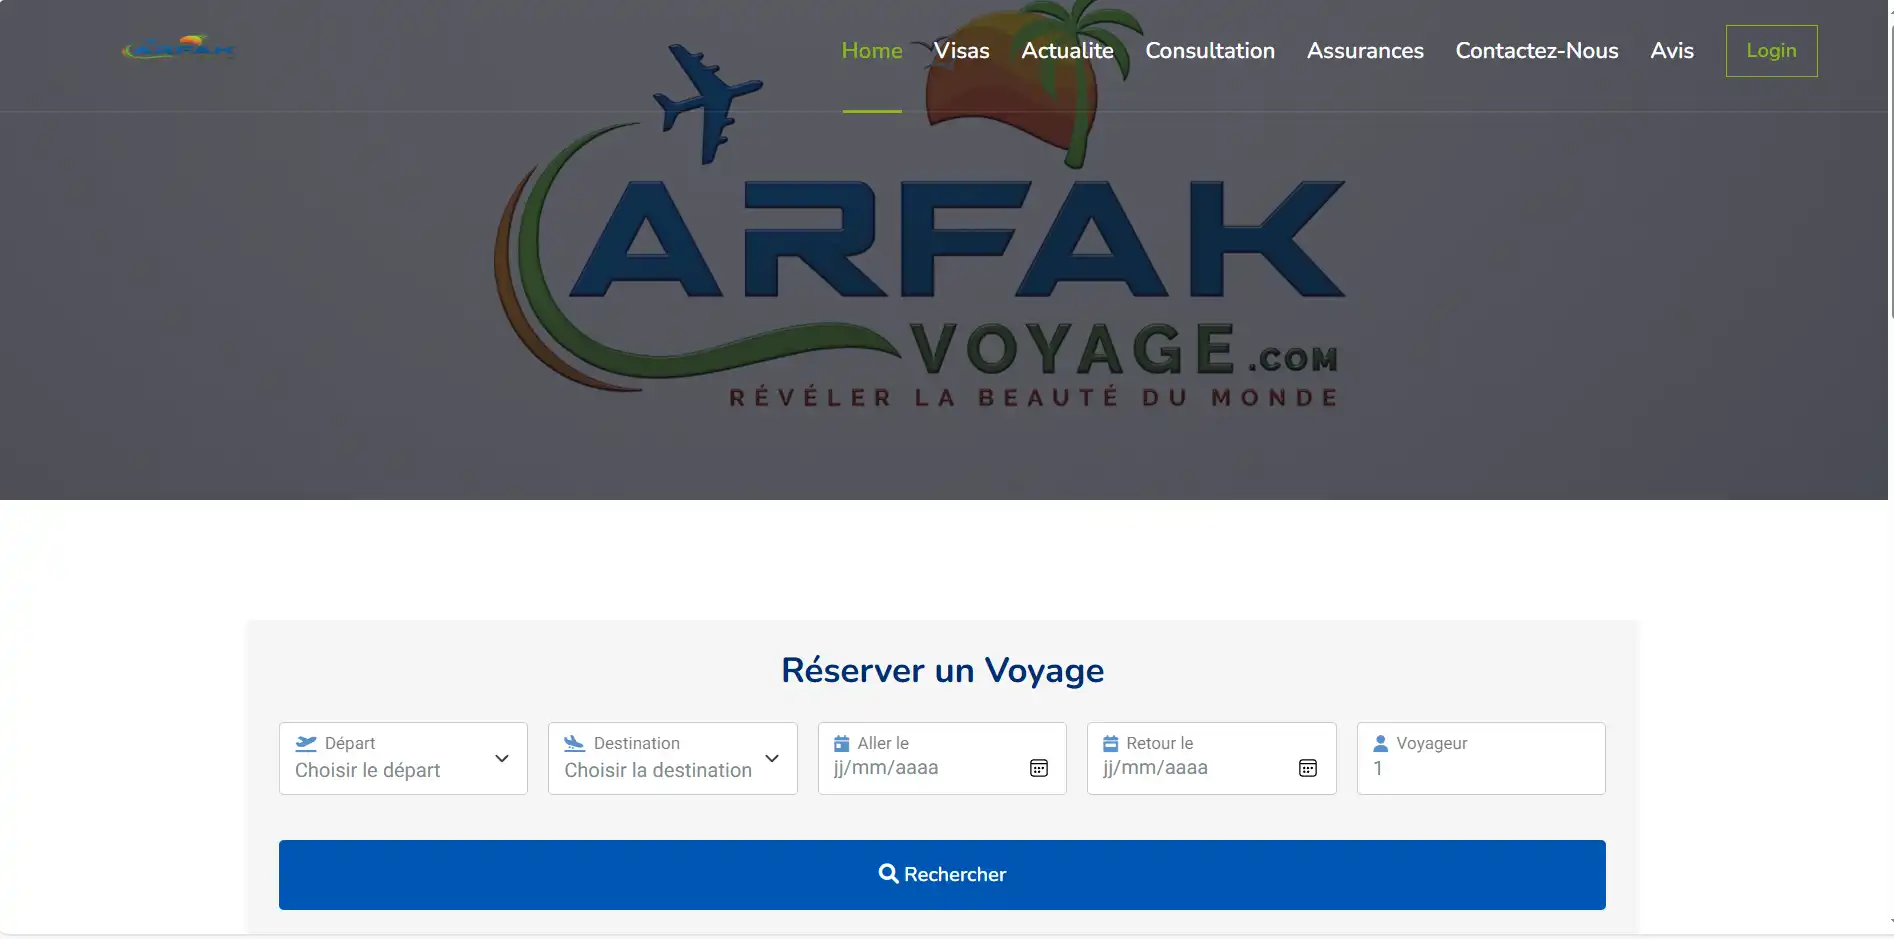 ARFAK
Home Visas Actualite Consultation Assurances Contactez-Nous Avis Login
ARFAK
VOYAGE.COM
RÉVÉLER LA BEAUTÉ DU MONDE
Réserver un Voyage
Départ Destination Aller le Retour le Voyageur
Choisir le départ Choisir la destination jj/mm/aaaa jj/mm/aaaa 1
Rechercher